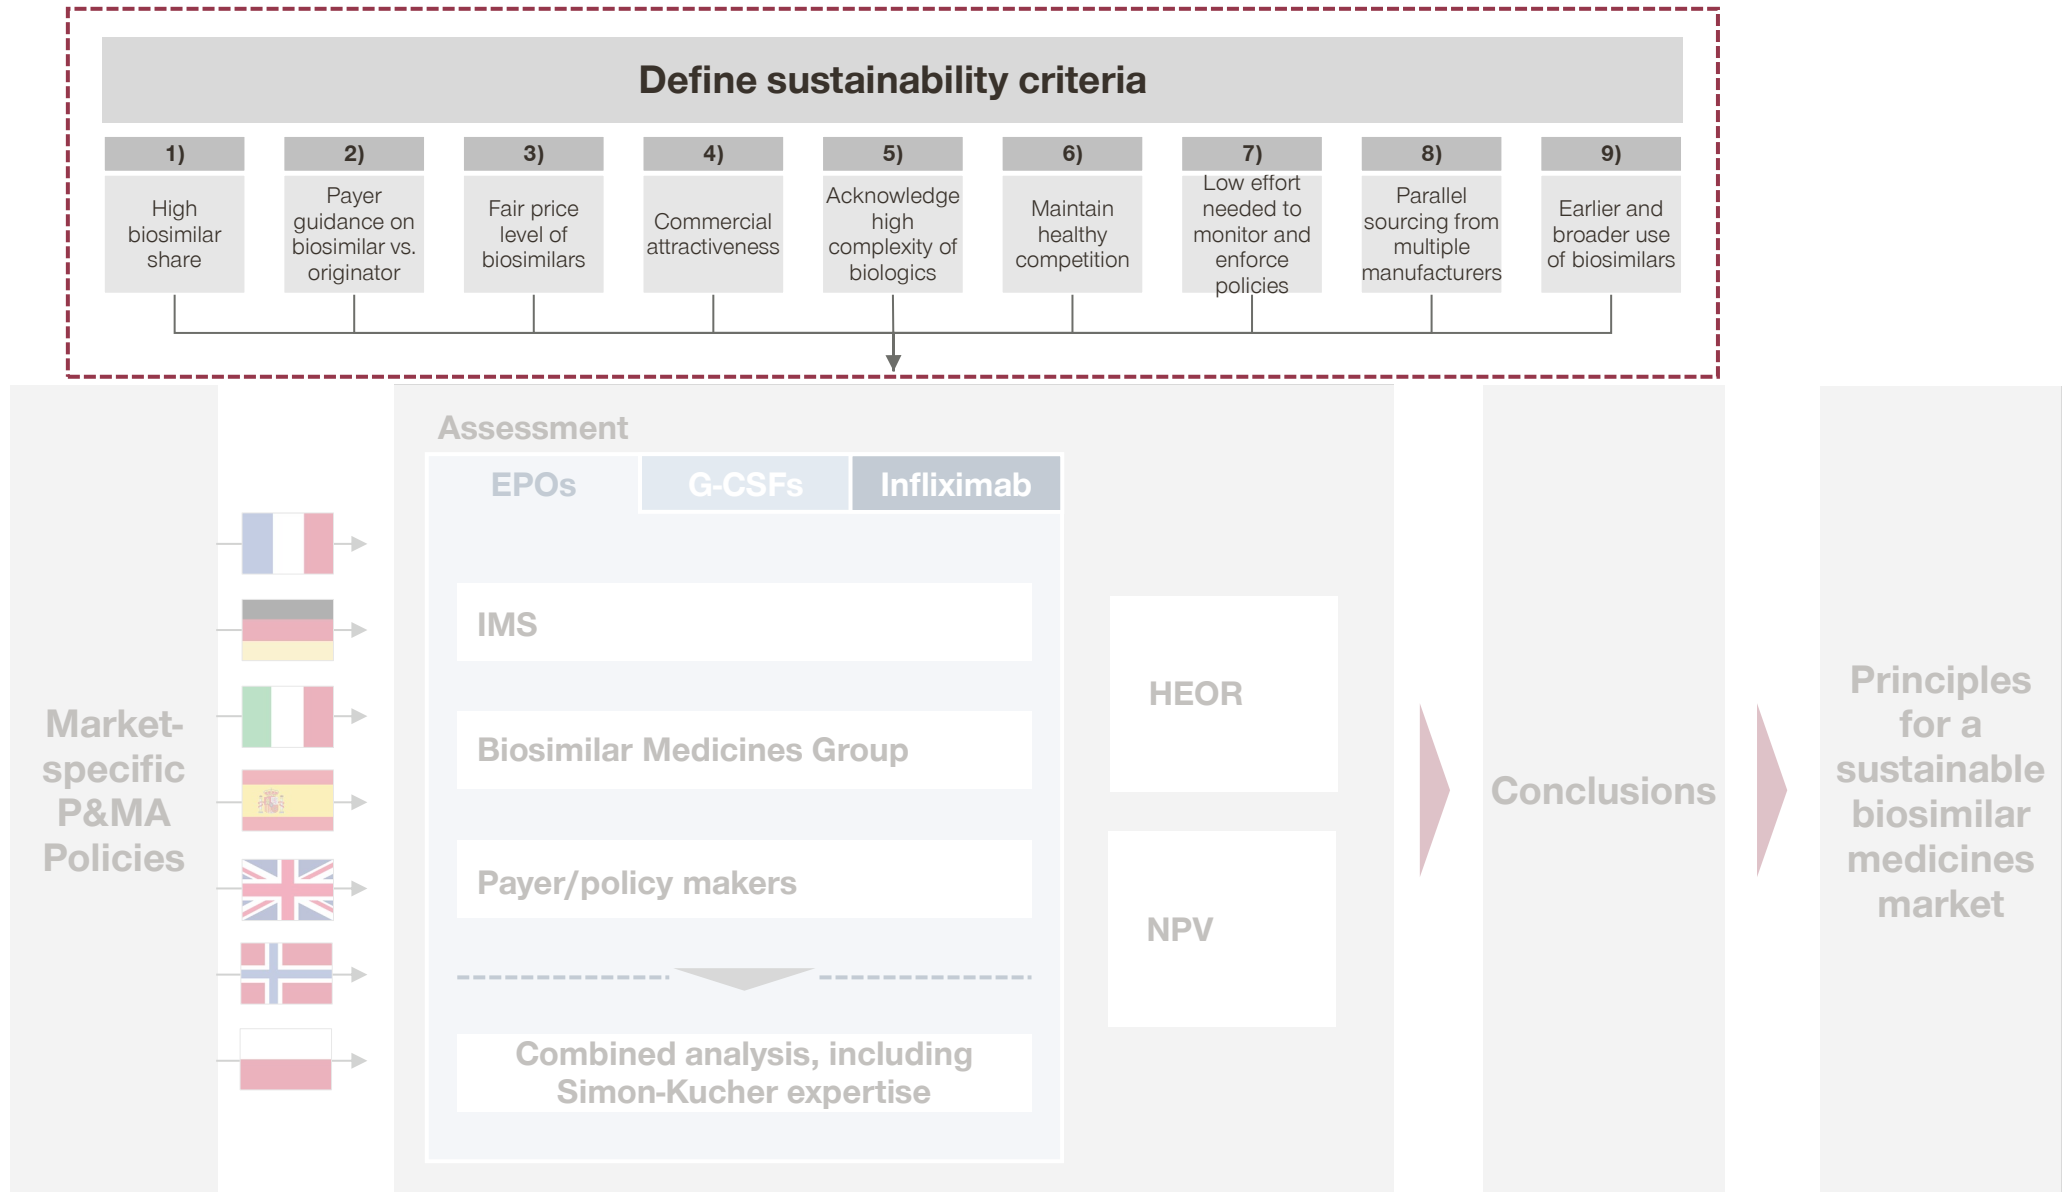 Define sustainability criteria
1)
High
biosimilar
share
2)
Payer
guidance on
biosimilar vs.
originator
3)
Fair price
level of
biosimilars
4)
Commercial
attractiveness
5)
Acknowledge
high
complexity of
biologics
6)
Maintain
healthy
competition
7)
Low effort
needed to
monitor and
enforce
policies
8)
Parallel
sourcing from
multiple
manufacturers
9)
Earlier and
broader use
of biosimilars
Market-
specific
P&MA
Policies
Assessment
EPOs
G-CSFs
Infliximab
IMS
Biosimilar Medicines Group
Payer/policy makers
Combined analysis, including
Simon-Kucher expertise
HEOR
NPV
Conclusions
Principles
for a
sustainable
biosimilar
medicines
market